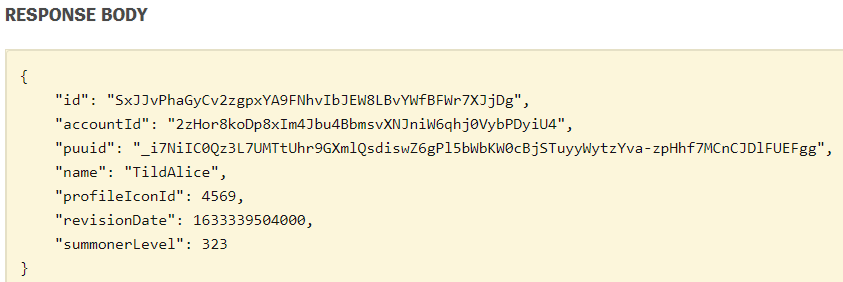 RESPONSE BODY
{
"id": "SxJJvPhaGyCv2zgpxYA9FNhvIbJEW8LBvYWfBFWr7XJjDg",
"accountId": "2zHor8koDp8xIm4Jbu4BbmsvXNJniW6qhj0VybPDyiU4",
"puuid": "_i7NiIC0Qz3L7UMTtUhr9GXmlQsdiswZ6gPl5bWbKW0cBjSTuyyWytzYva-zpHhf7MCnCJDlFUEFgg",
"name": "TildAlice",
"profileIconId": 4569,
"revisionDate": 1633339504000,
"summonerLevel": 323
}